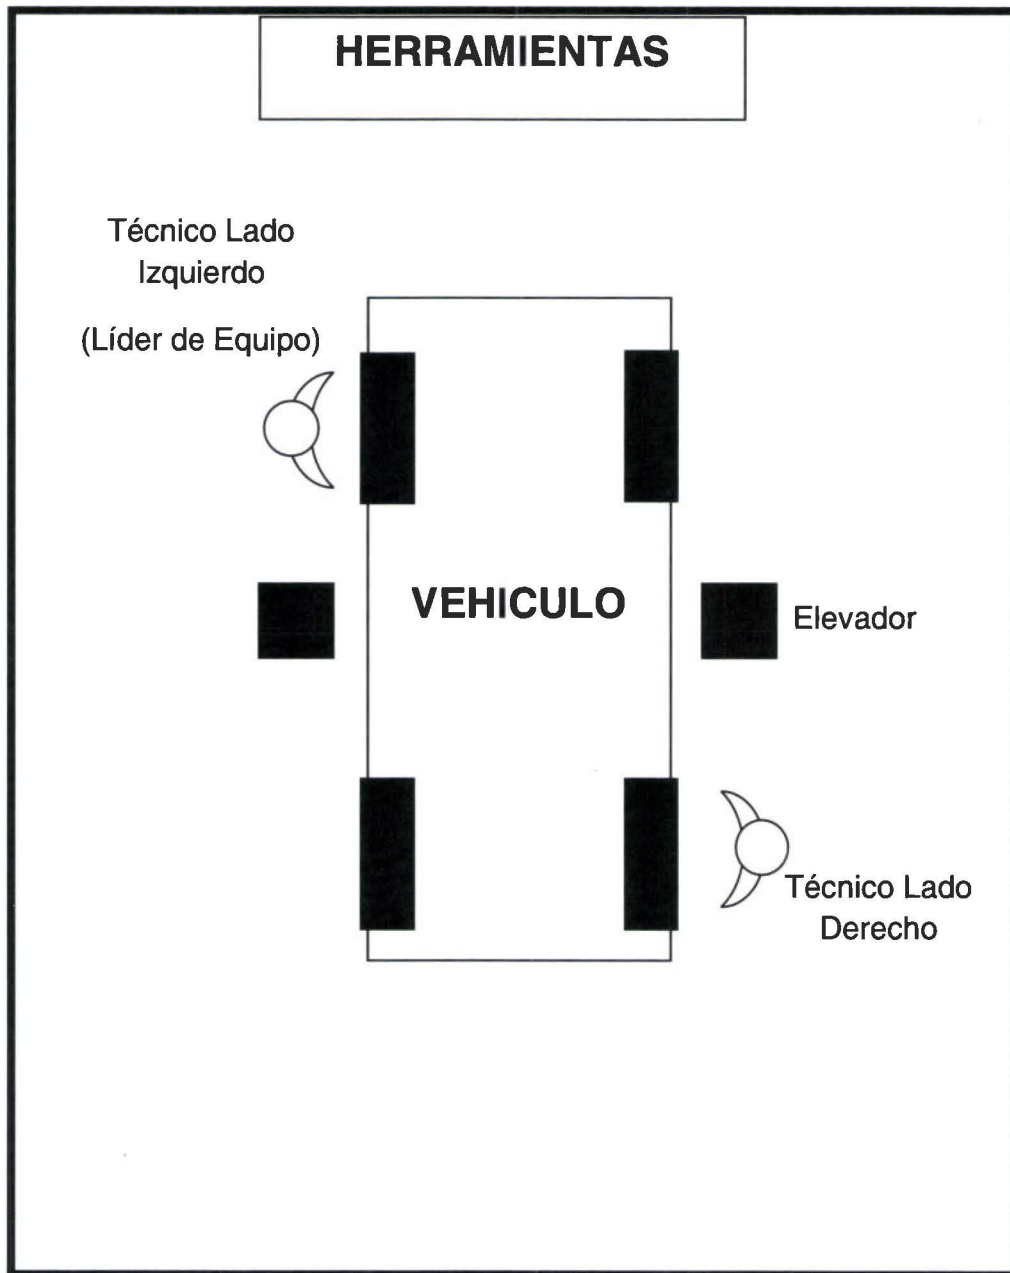 HERRAMIENTAS
Técnico Lado
Izquierdo
(Líder de Equipo)
VEHICULO
Elevador
Técnico Lado
Derecho